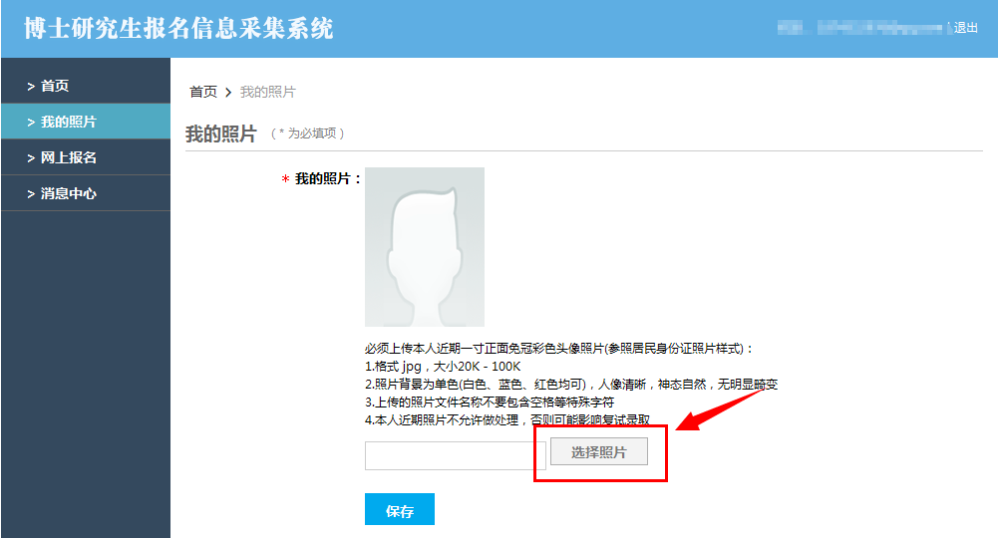 博士研究生报名信息采集系统
退出
> 首页
> 我的照片
> 网上报名
> 消息中心
首页 > 我的照片
我的照片 （ * 为必填项 ）
* 我的照片：
必须上传本人近期一寸正面免冠彩色头像照片(参照居民身份证照片样式)：
1.格式 jpg，大小20K - 100K
2.照片背景为单色(白色、蓝色、红色均可)，人像清晰，神态自然，无明显畸变
3.上传的照片文件名称不要包含空格等特殊字符
4.本人近期照片不允许做处理，否则可能影响复试录取
选择照片
保存